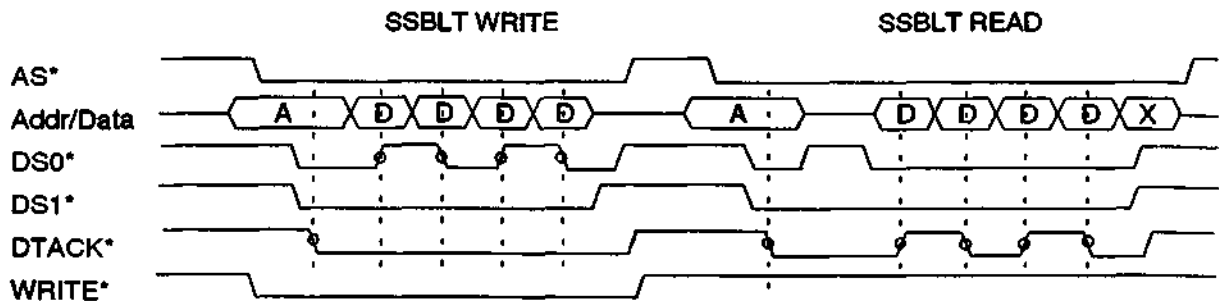 SSBLT WRITE SSBLT READ
AS*
Addr/Data A D D D D A D D D D X
DS0*
DS1*
DTACK*
WRITE*